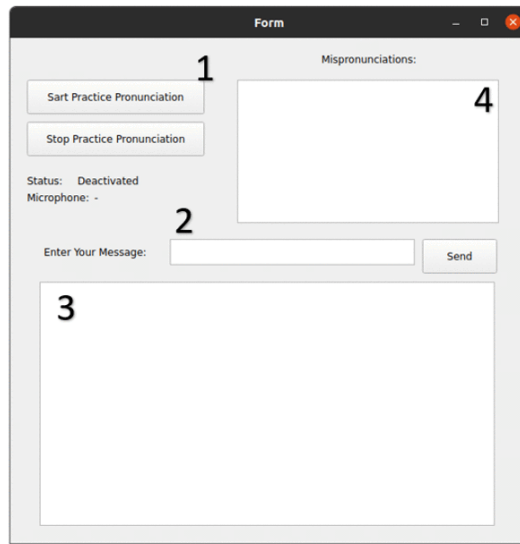 Form
1
Mispronunciations:
Sart Practice Pronunciation
4
Stop Practice Pronunciation
Status: Deactivated
Microphone: -
2
Enter Your Message:
Send
3